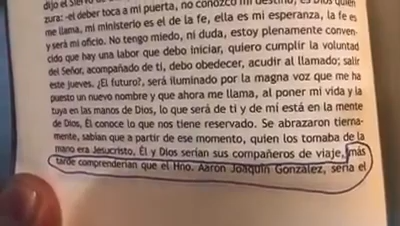 dijo el Siervo de Dios
zura: -el deber toca a mi puerta, no conozco mi destino, es Dios quien
me llama, mi ministerio es el de la fe, ella es mi esperanza, la fe es
y será mi oficio. No tengo miedo, ni duda, estoy plenamente conven-
cido que hay una labor que debo iniciar, quiero cumplir la voluntad
del Señor, acompañado de ti, debo obedecer, acudir al llamado; salir
este jueves. ¿El futuro?, será iluminado por la magna voz que me ha
puesto un nuevo nombre y que ahora me llama, al poner mi vida y la
tuya en las manos de Dios, lo que será de ti y de mí está en la mente
de Dios, Él conoce lo que nos tiene reservado. Se abrazaron tierna-
mente, sabían que a partir de ese momento, quien los tomaba de la
mano era Jesucristo, Él y Dios serían sus compañeros de viaje, más
tarde comprenderían que el Hno. Aarón Joaquín González, sería el